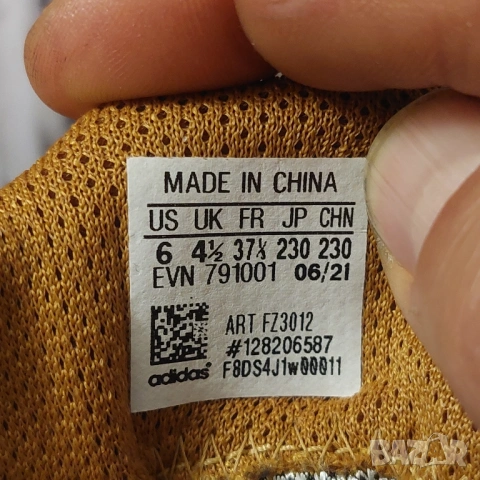 MADE IN CHINA
US UK FR JP CHN
6 4½ 37⅓ 230 230
EVN 791001 06/21
ART FZ3012
#128206587
adidas F8DS4J1w00011
BAZAR